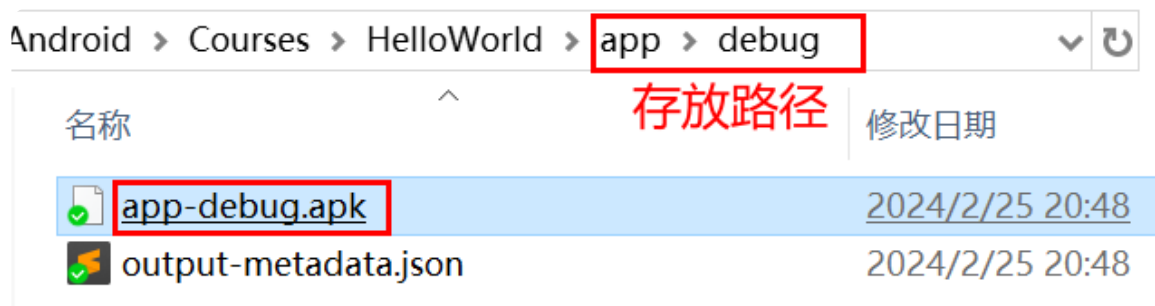 Android > Courses > HelloWorld > app > debug
存放路径
名称 修改日期
app-debug.apk 2024/2/25 20:48
output-metadata.json 2024/2/25 20:48